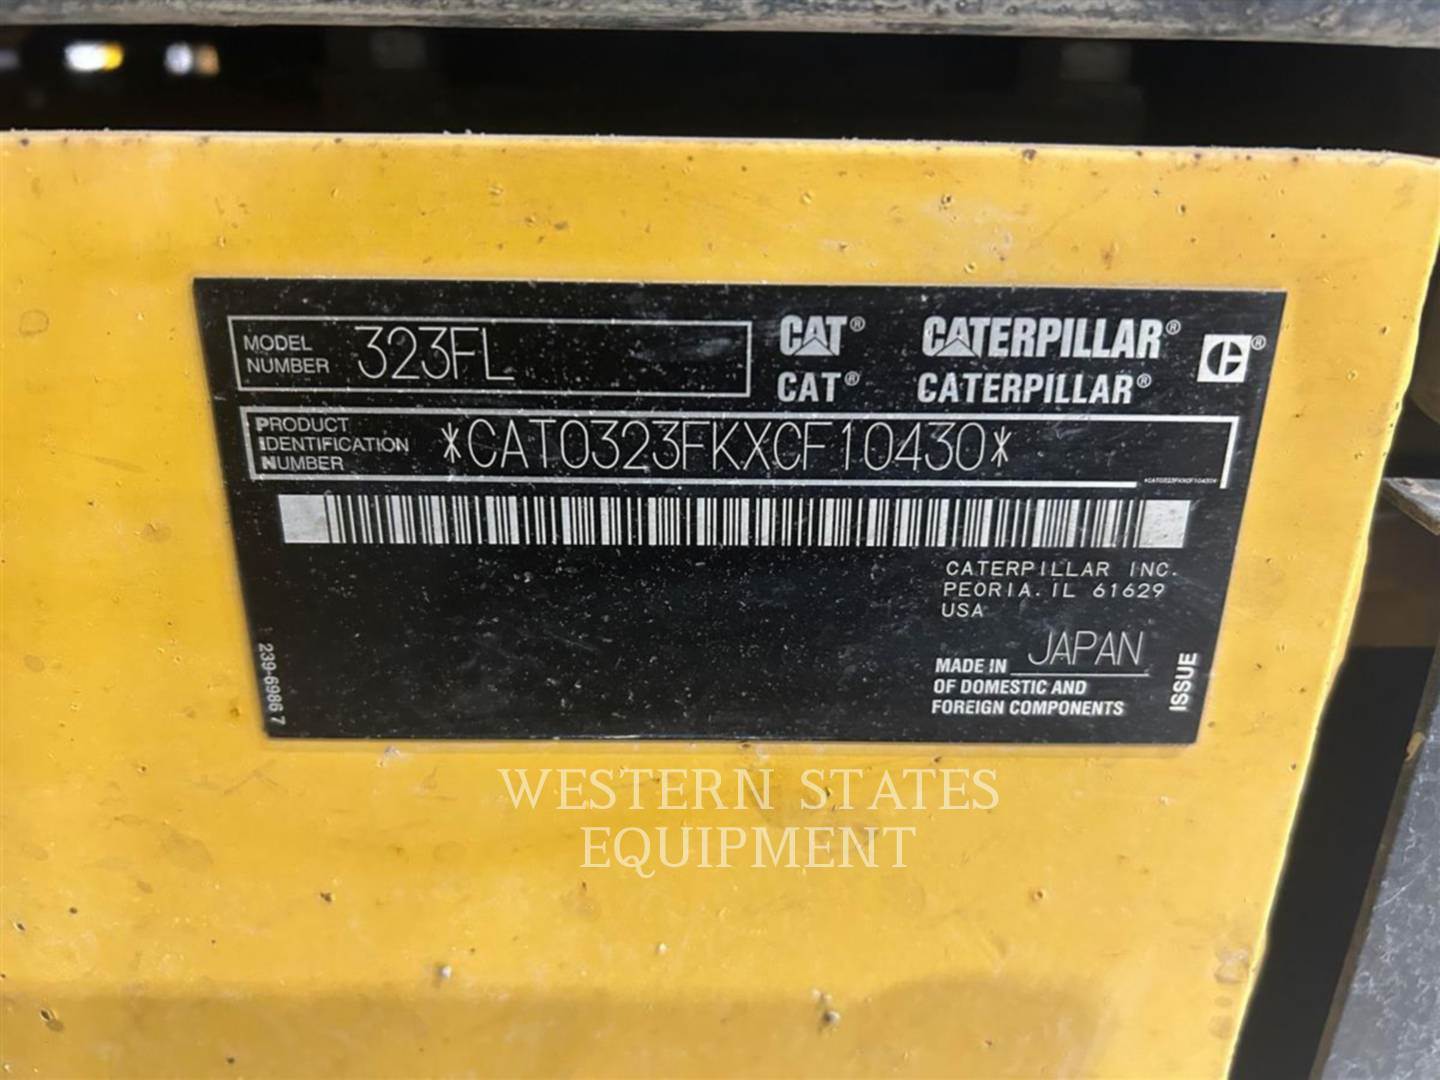 MODEL NUMBER 323FL
CAT® CATERPILLAR®
CAT® CATERPILLAR®
PRODUCT IDENTIFICATION NUMBER *CAT0323FKXCF10430*
*CAT0323FKXCF10430*
CATERPILLAR INC.
PEORIA. IL 61629
USA
MADE IN JAPAN
OF DOMESTIC AND
FOREIGN COMPONENTS
ISSUE
239-6986 7
WESTERN STATES
EQUIPMENT